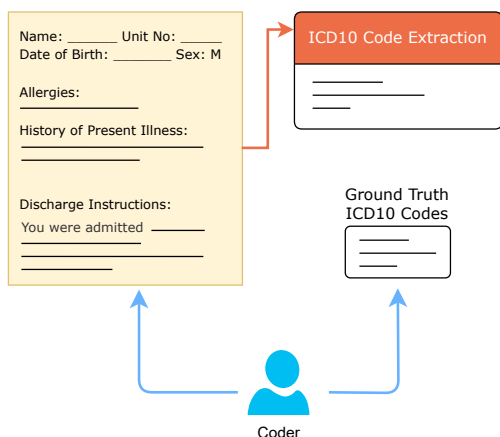 Name: ______ Unit No: _____
Date of Birth: _______ Sex: M
Allergies:
History of Present Illness:
Discharge Instructions:
You were admitted
ICD10 Code Extraction
Ground Truth
ICD10 Codes
Coder